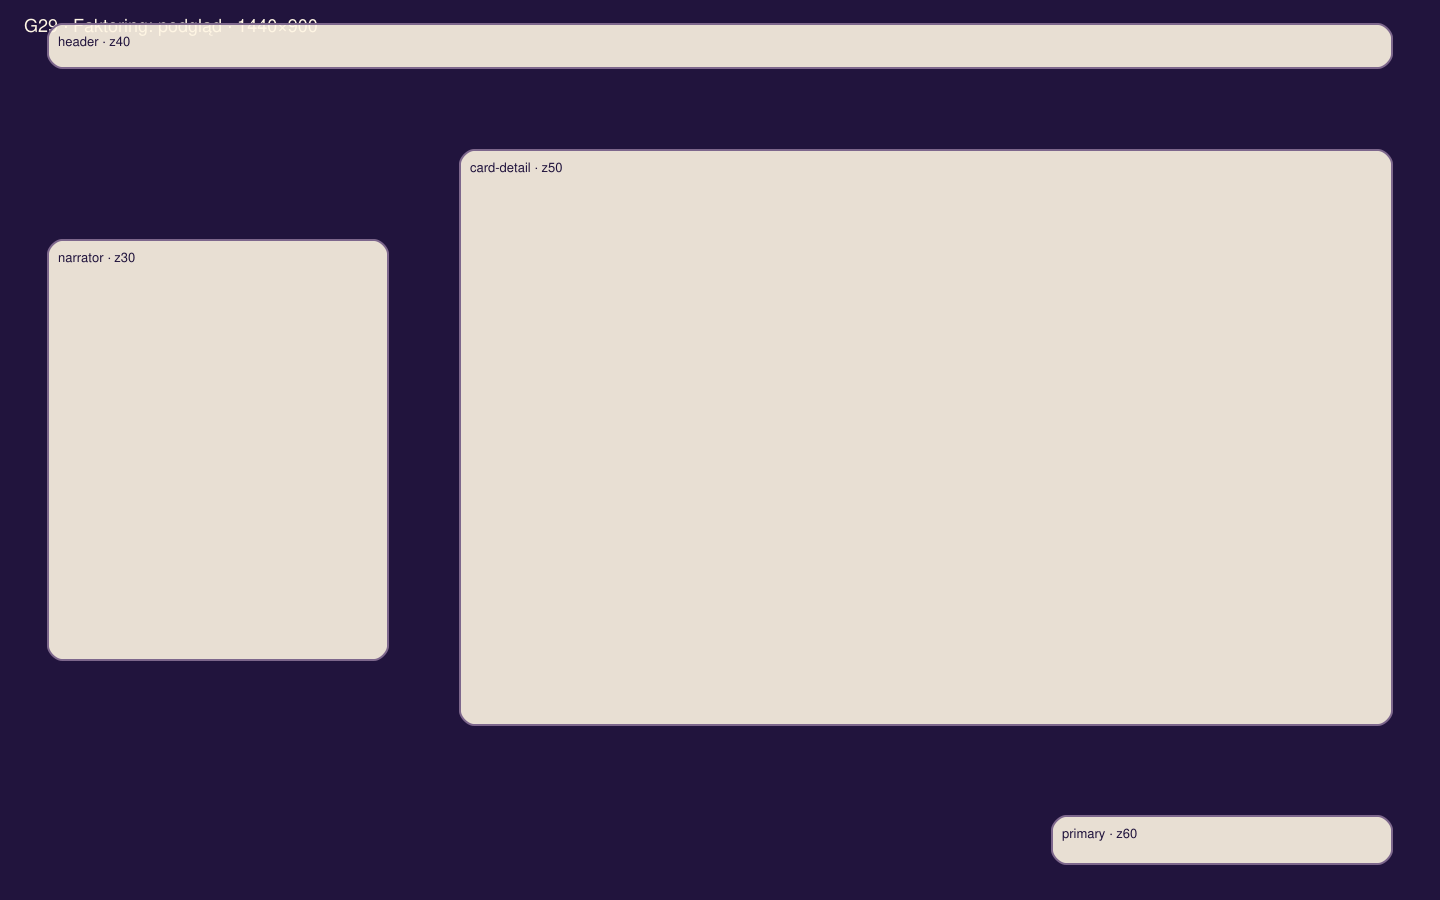 G29 · Faktoring: podgląd · 1440×900
header · z40
card-detail · z50
narrator · z30
primary · z60